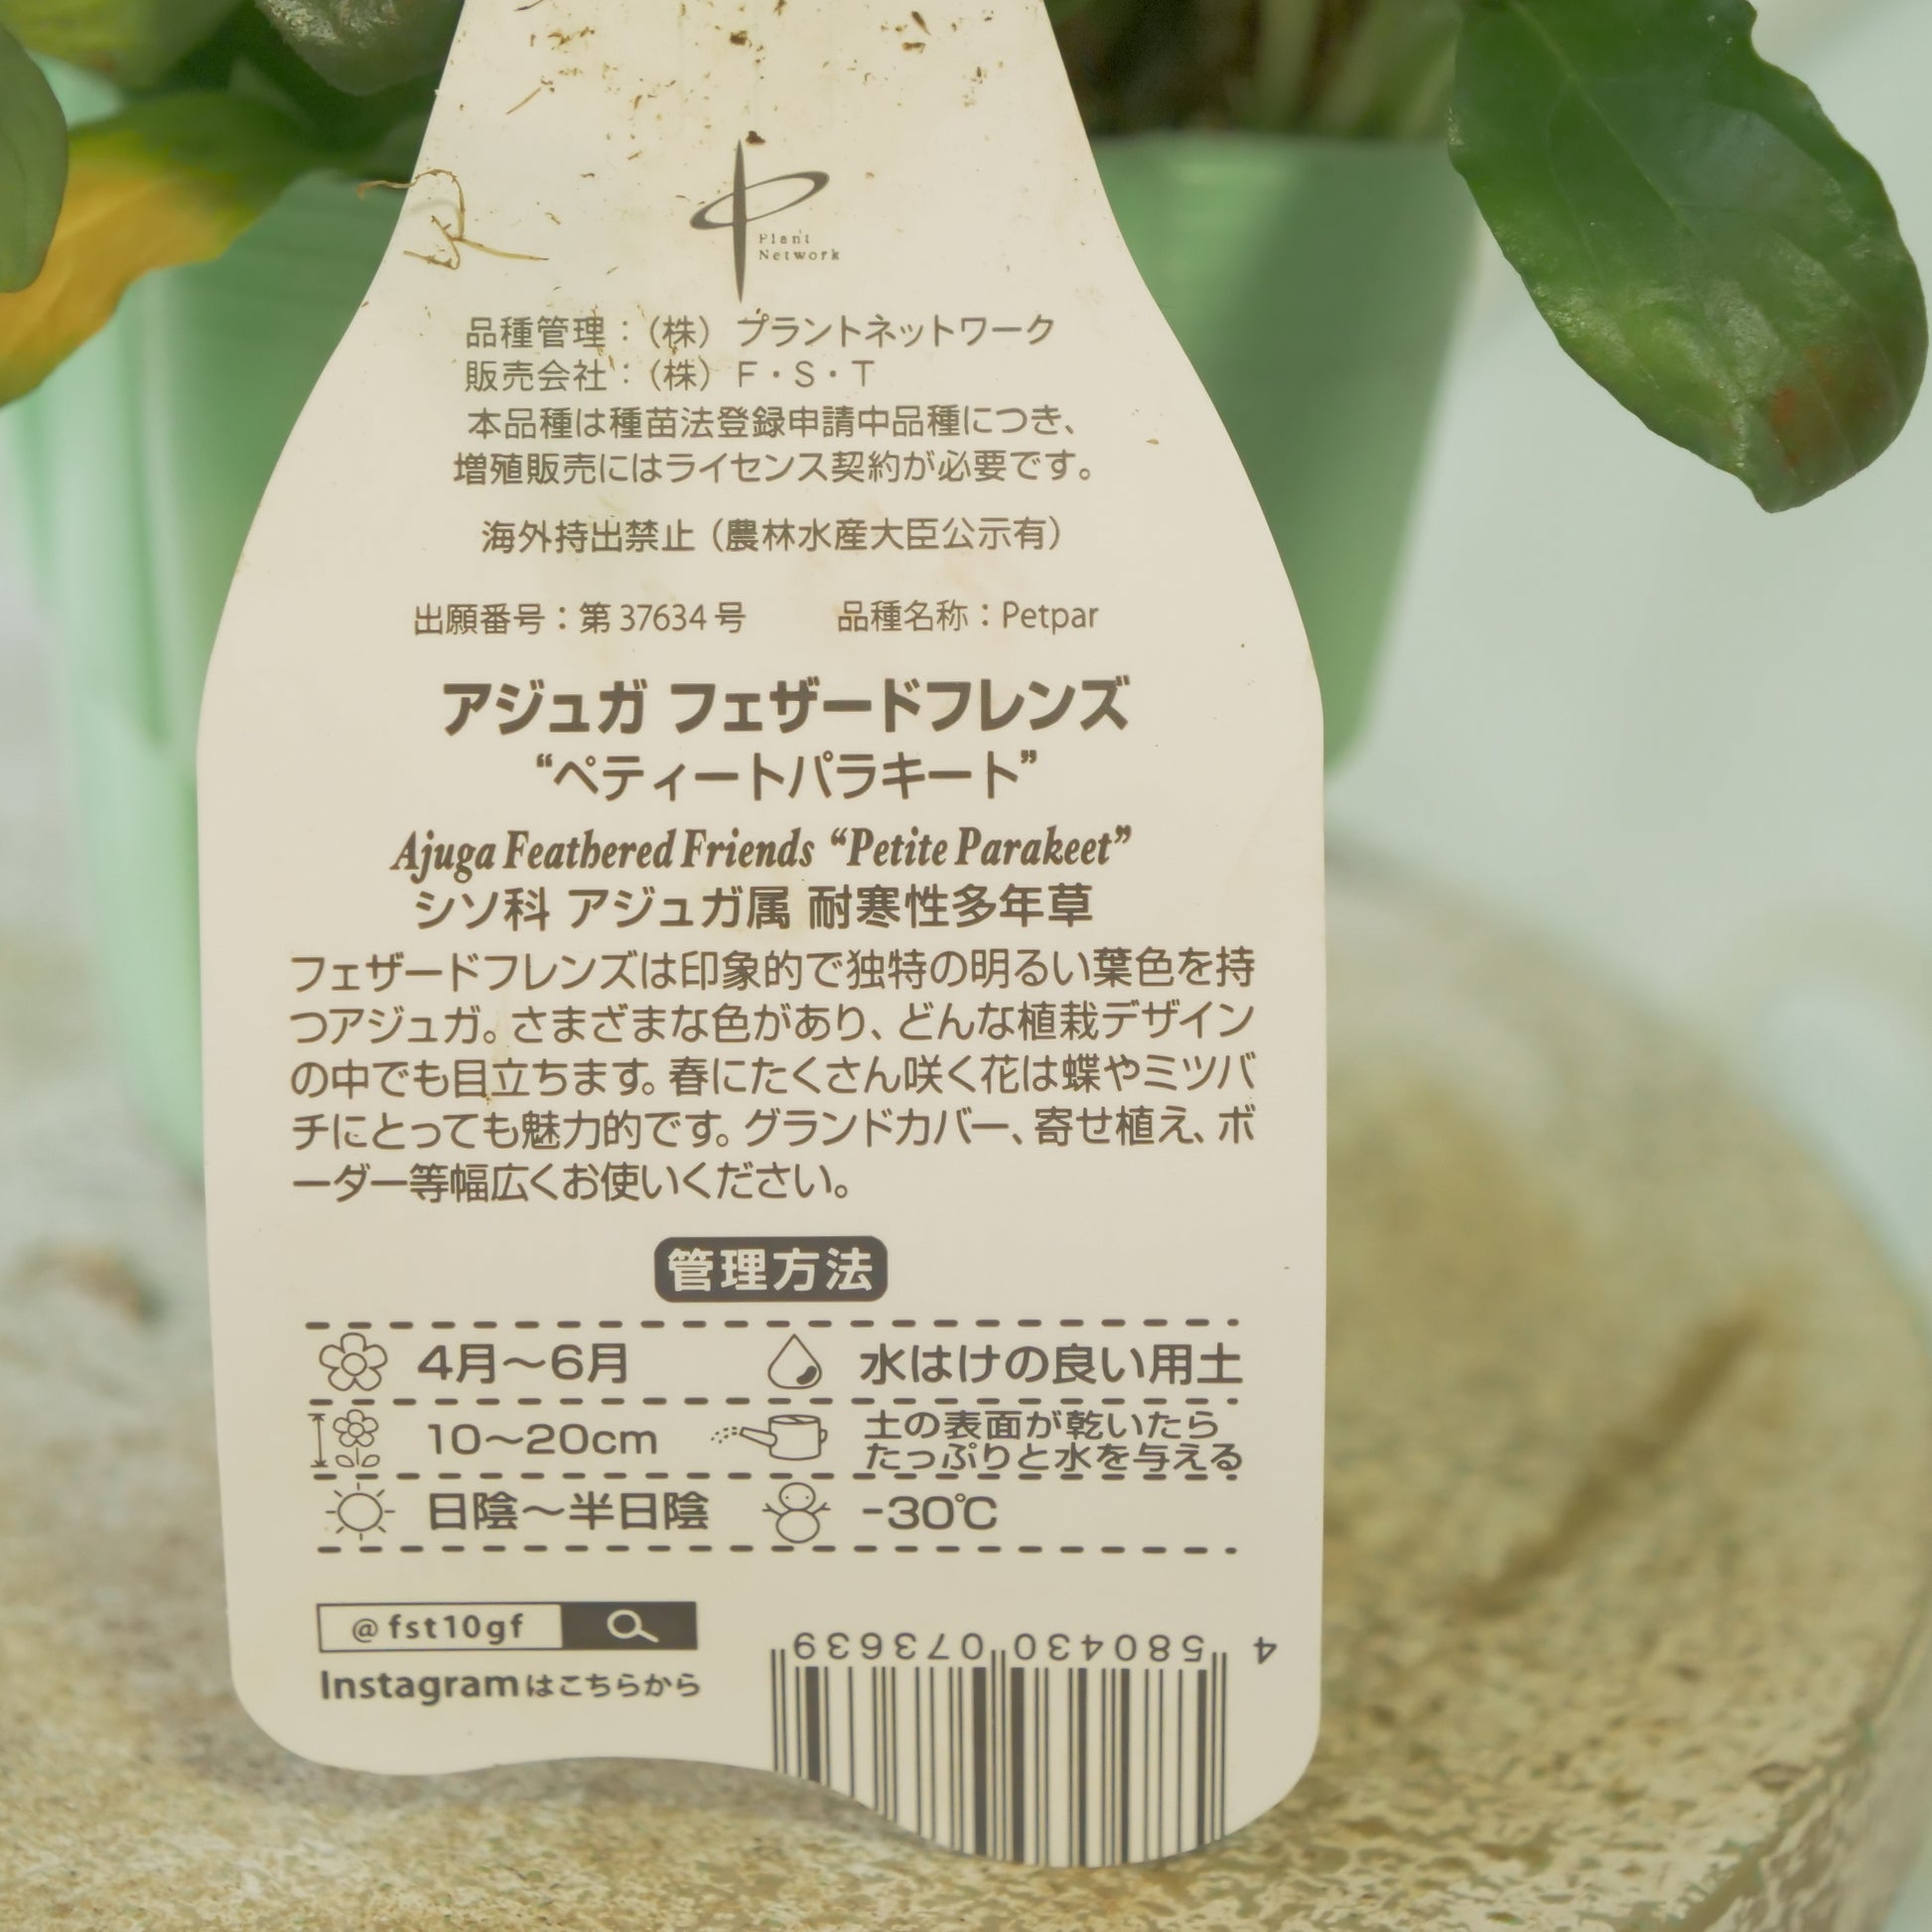 Plant
Network
品種管理：（株） プラントネットワーク
販売会社：（株） F・S・T
本品種は種苗法登録申請中品種につき、
増殖販売にはライセンス契約が必要です。
海外持出禁止（農林水産大臣公示有）
出願番号：第 37634 号 品種名称：Petpar
アジュガ フェザードフレンズ
“ペティートパラキート”
Ajuga Feathered Friends “Petite Parakeet”
シソ科 アジュガ属 耐寒性多年草
フェザードフレンズは印象的で独特の明るい葉色を持
つアジュガ。さまざまな色があり、どんな植栽デザイン
の中でも目立ちます。春にたくさん咲く花は蝶やミツバ
チにとっても魅力的です。グランドカバー、寄せ植え、ボ
ーダー等幅広くお使いください。
管理方法
4月～6月 水はけの良い用土
10～20cm 土の表面が乾いたら
たっぷりと水を与える
日陰～半日陰 -30℃
@fst10gf
Instagramはこちらから
4 580430 073639